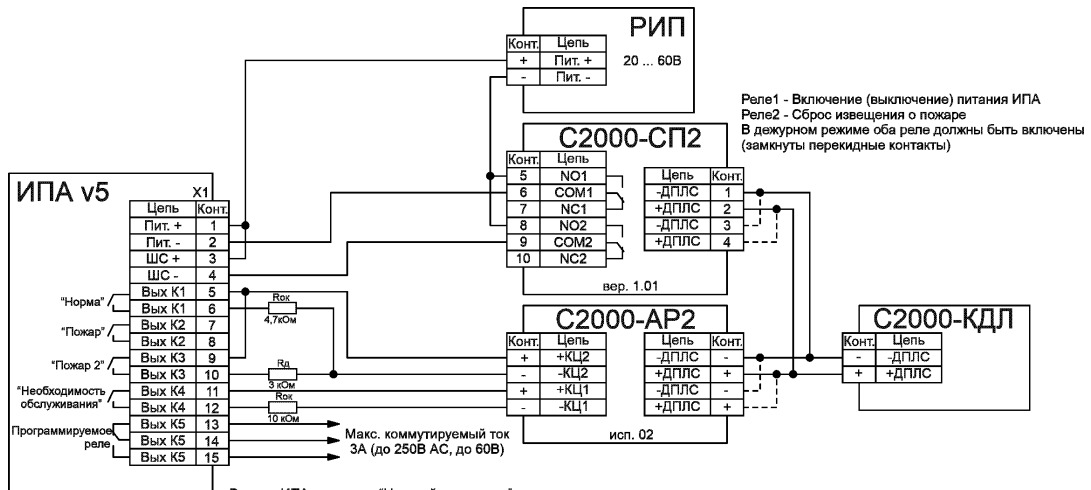 РИП
Конт. Цепь
+ Пит. +
- Пит. -
20 ... 60В
Реле1 - Включение (выключение) питания ИПА
Реле2 - Сброс извещения о пожаре
В дежурном режиме оба реле должны быть включены
(замкнуты перекидные контакты)
С2000-СП2
Конт. Цепь
5 NO1
6 COM1
7 NC1
8 NO2
9 COM2
10 NC2
Цепь Конт.
-ДПЛС 1
+ДПЛС 2
-ДПЛС 3
+ДПЛС 4
вер. 1.01
ИПА v5
X1
Цепь Конт.
Пит. + 1
Пит. - 2
ШС + 3
ШС - 4
Вых К1 5
Вых К1 6
Вых К2 7
Вых К2 8
Вых К3 9
Вых К3 10
Вых К4 11
Вых К4 12
Вых К5 13
Вых К5 14
Вых К5 15
“Норма”
“Пожар”
“Пожар 2”
“Необходимость
обслуживания”
Программируемое
реле
Rок
4,7кОм
Rд
3 кОм
Rок
10 кОм
Макс. коммутируемый ток
3А (до 250В AC, до 60В)
С2000-АР2
Конт. Цепь
+ +КЦ2
- -КЦ2
+ +КЦ1
- -КЦ1
Цепь Конт.
-ДПЛС -
+ДПЛС +
-ДПЛС -
+ДПЛС +
исп. 02
С2000-КДЛ
Конт. Цепь
- -ДПЛС
+ +ДПЛС